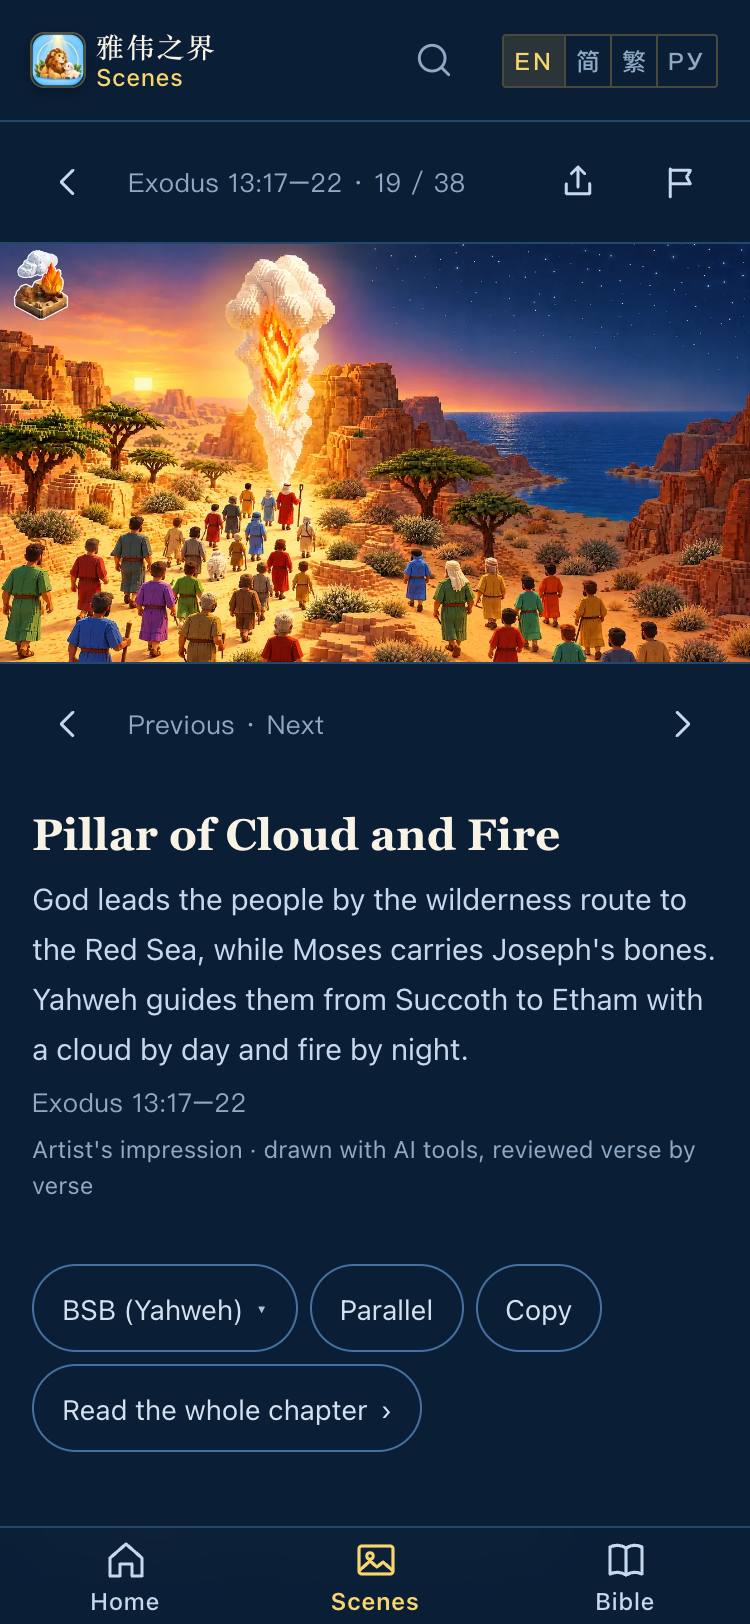 雅伟之界
Scenes
EN 简 繁 РУ
Exodus 13:17—22 · 19 / 38
Previous · Next
Pillar of Cloud and Fire
God leads the people by the wilderness route to
the Red Sea, while Moses carries Joseph's bones.
Yahweh guides them from Succoth to Etham with
a cloud by day and fire by night.
Exodus 13:17—22
Artist's impression · drawn with AI tools, reviewed verse by
verse
BSB (Yahweh) ▾ Parallel Copy
Read the whole chapter ›
Home Scenes Bible